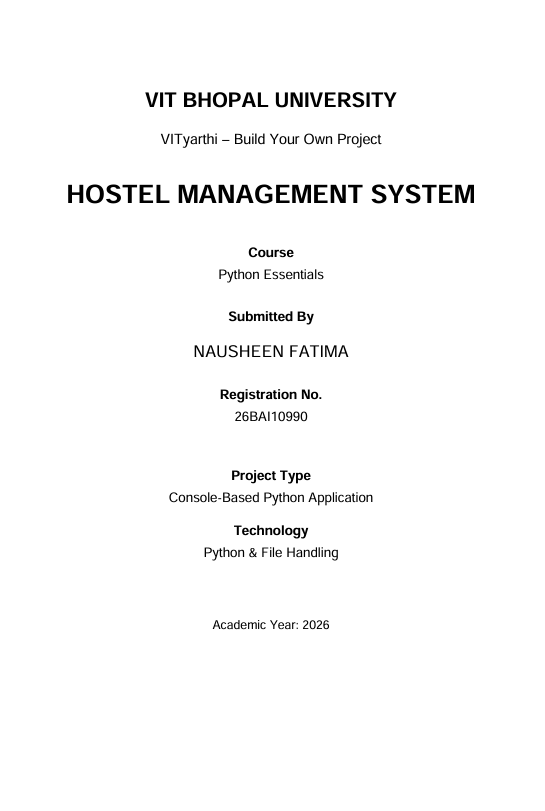 VIT BHOPAL UNIVERSITY
VITyarthi – Build Your Own Project
HOSTEL MANAGEMENT SYSTEM
Course
Python Essentials
Submitted By
NAUSHEEN FATIMA
Registration No.
26BAI10990
Project Type
Console-Based Python Application
Technology
Python & File Handling
Academic Year: 2026